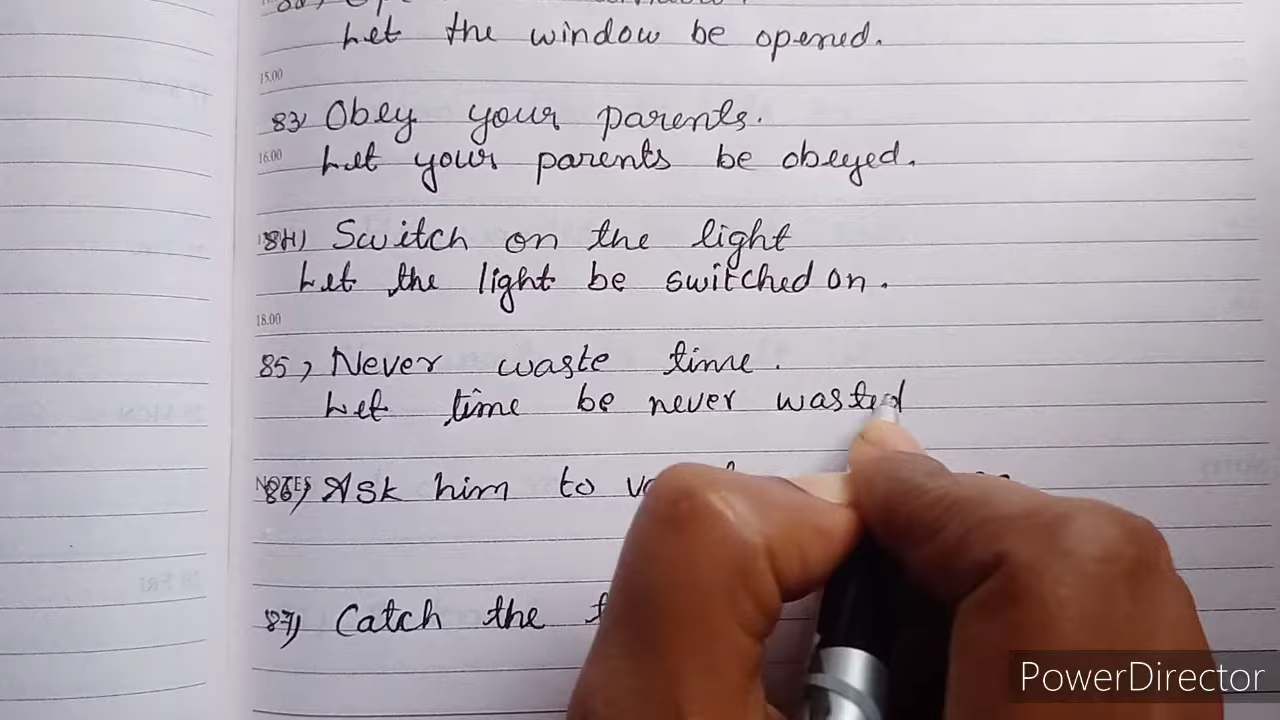 Let the window be opened.
15.00
83) Obey your parents.
16.00
Let your parents be obeyed.
84) Switch on the light
Let the light be switched on.
18.00
85) Never waste time.
Let time be never wasted
NOTES
86) Ask him to
87) Catch the
PowerDirector